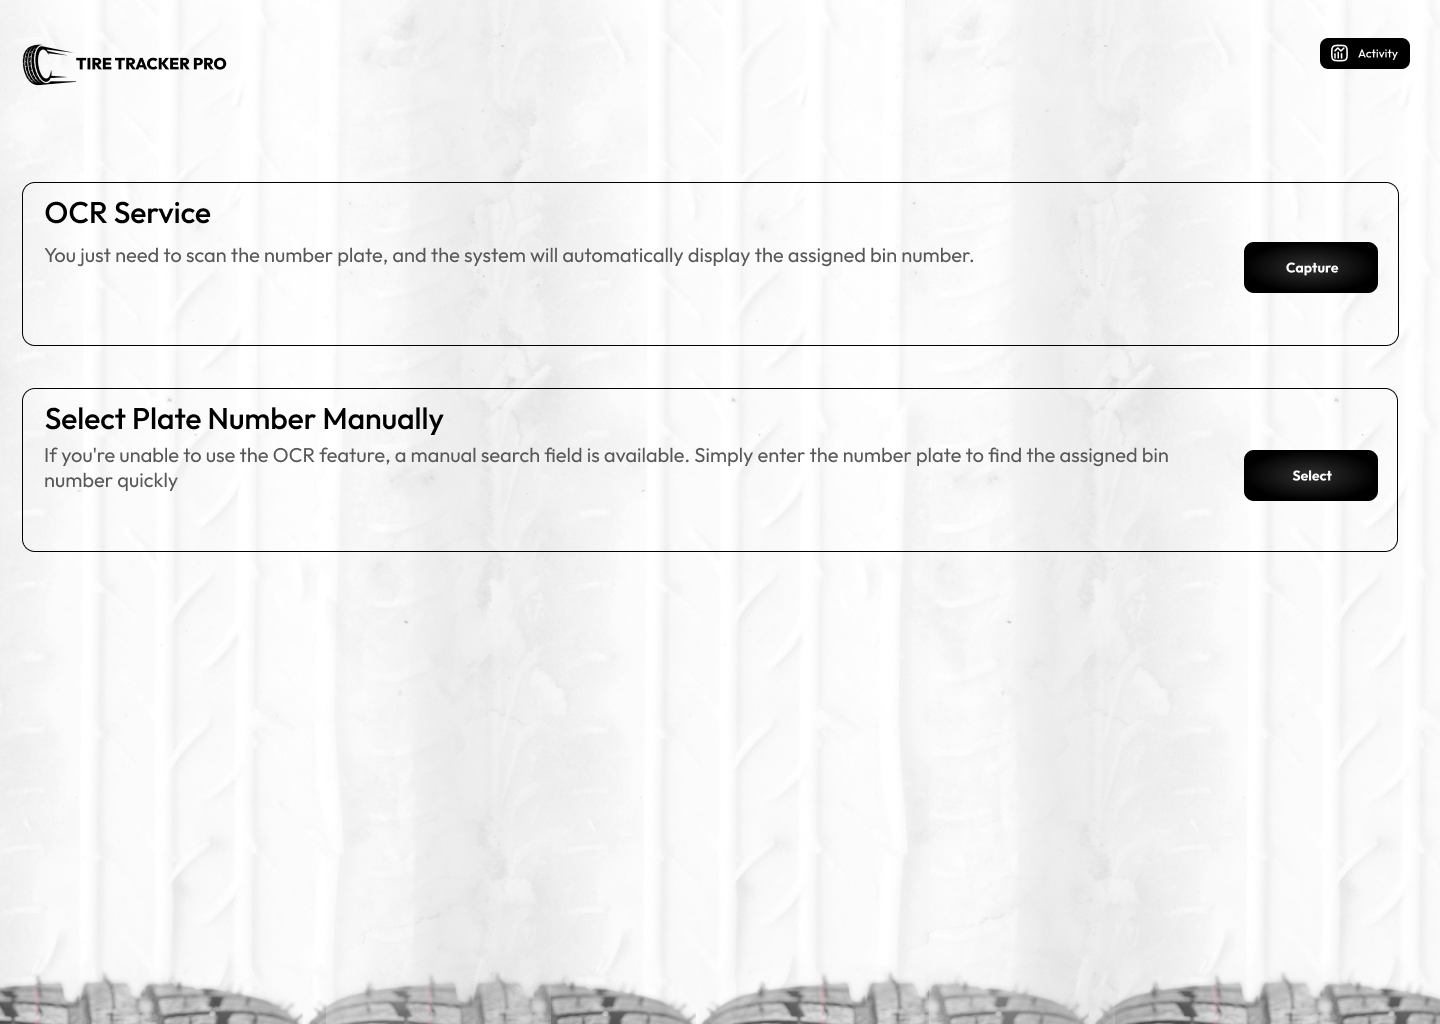 TIRE TRACKER PRO
Activity
OCR Service
You just need to scan the number plate, and the system will automatically display the assigned bin number.
Capture
Select Plate Number Manually
If you're unable to use the OCR feature, a manual search field is available. Simply enter the number plate to find the assigned bin
number quickly
Select